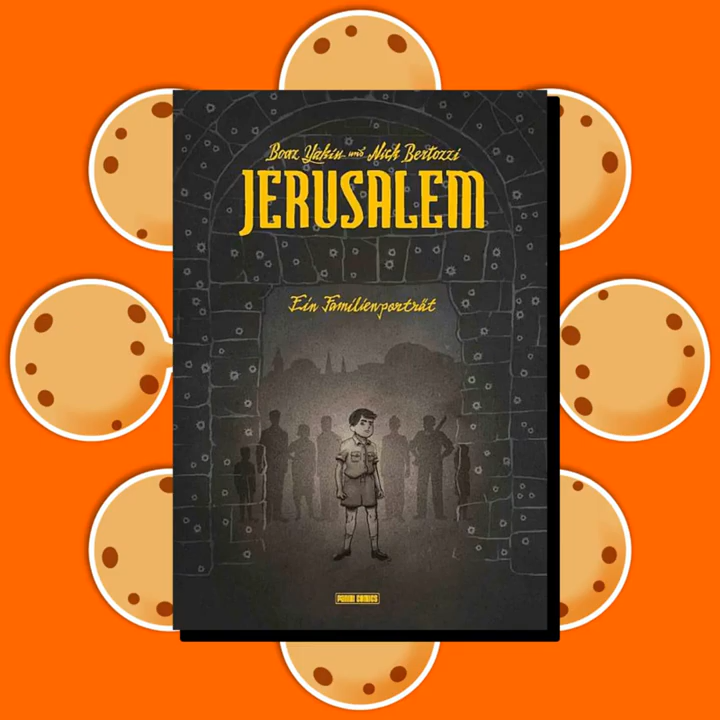 Boaz Yakin und Nick Bertozzi
JERUSALEM
Ein Familienporträt
PANINI COMICS